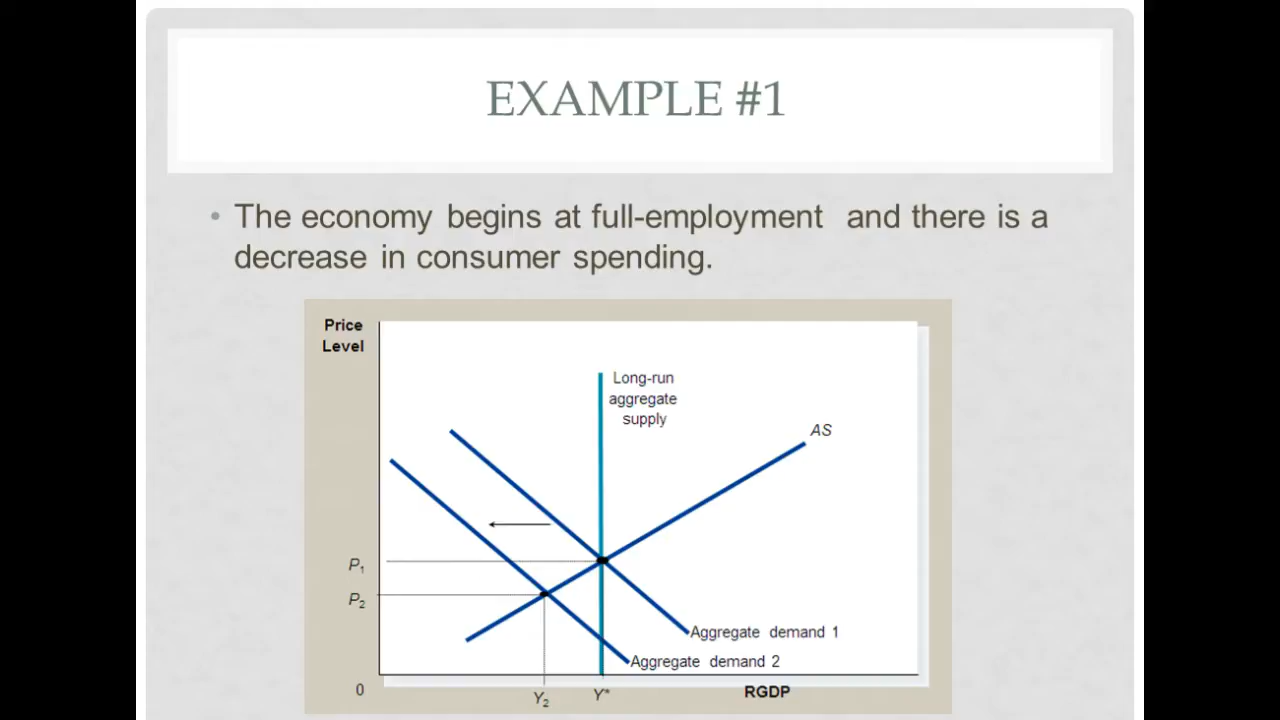 EXAMPLE #1
• The economy begins at full-employment and there is a
decrease in consumer spending.
Price
Level
Long-run
aggregate
supply
AS
P1
P2
Aggregate demand 1
Aggregate demand 2
0
Y2
Y*
RGDP